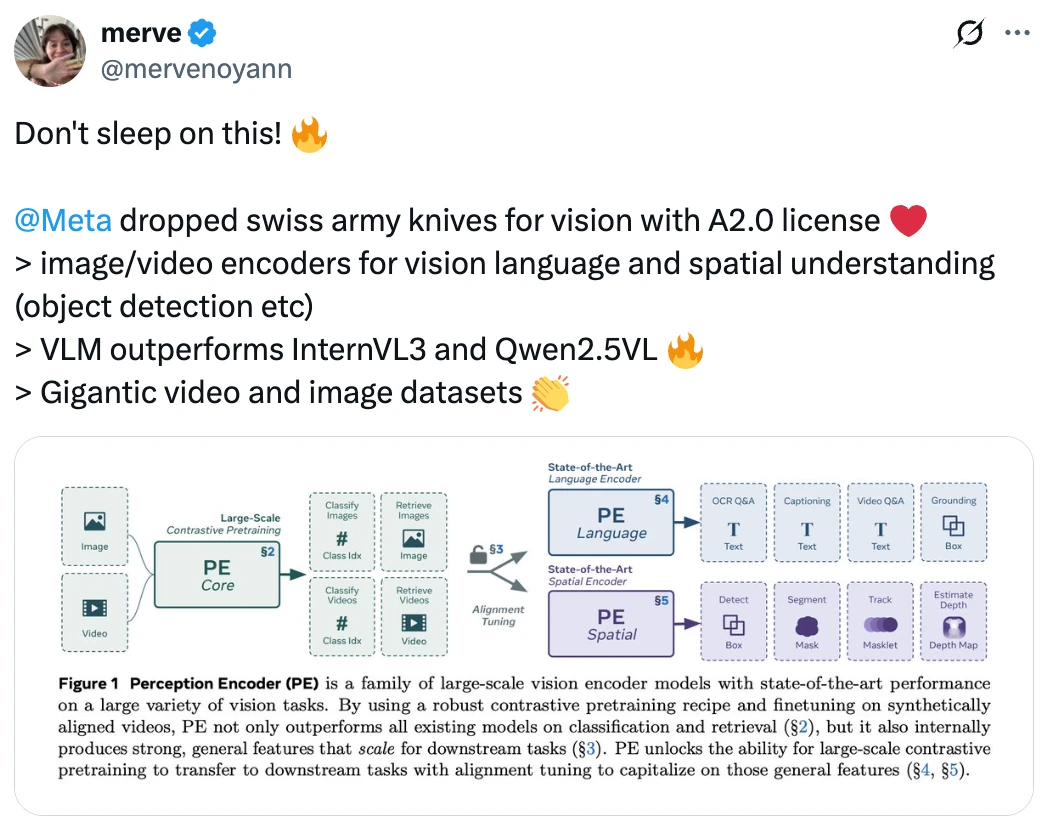 merve
@mervenoyann
Don't sleep on this! 🔥
@Meta dropped swiss army knives for vision with A2.0 license ❤️
> image/video encoders for vision language and spatial understanding
(object detection etc)
> VLM outperforms InternVL3 and Qwen2.5VL 🔥
> Gigantic video and image datasets 👏
Image
Video
Large-Scale
Contrastive Pretraining
§2
PE
Core
Classify
Images
#
Class Idx
Retrieve
Images
Image
Classify
Videos
#
Class Idx
Retrieve
Videos
Video
§3
Alignment
Tuning
State-of-the-Art
Language Encoder
§4
PE
Language
OCR Q&A
T
Text
Captioning
T
Text
Video Q&A
T
Text
Grounding
Box
State-of-the-Art
Spatial Encoder
§5
PE
Spatial
Detect
Box
Segment
Mask
Track
Masklet
Estimate
Depth
Depth Map
Figure 1 Perception Encoder (PE) is a family of large-scale vision encoder models with state-of-the-art performance
on a large variety of vision tasks. By using a robust contrastive pretraining recipe and finetuning on synthetically
aligned videos, PE not only outperforms all existing models on classification and retrieval (§2), but it also internally
produces strong, general features that scale for downstream tasks (§3). PE unlocks the ability for large-scale contrastive
pretraining to transfer to downstream tasks with alignment tuning to capitalize on those general features (§4, §5).